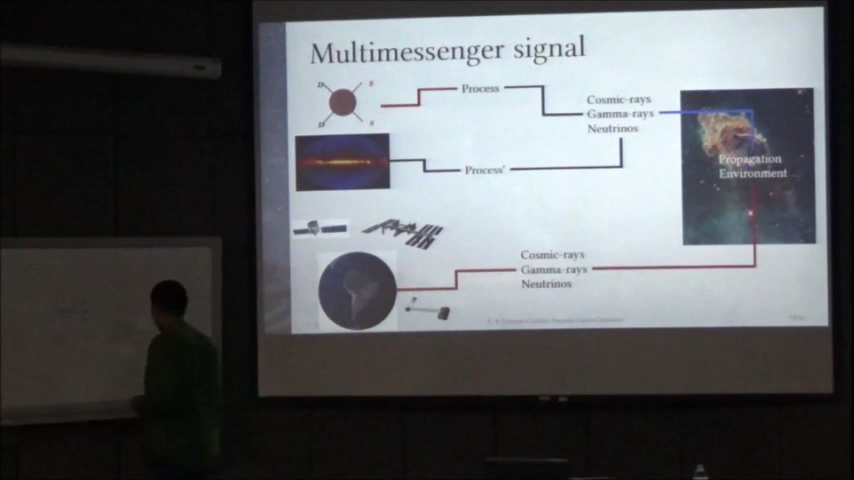 Multimessenger signal
D S
Process
Cosmic-rays
Gamma-rays
Neutrinos
D S
Propagation
Environment
Process'
Cosmic-rays
Gamma-rays
Neutrinos